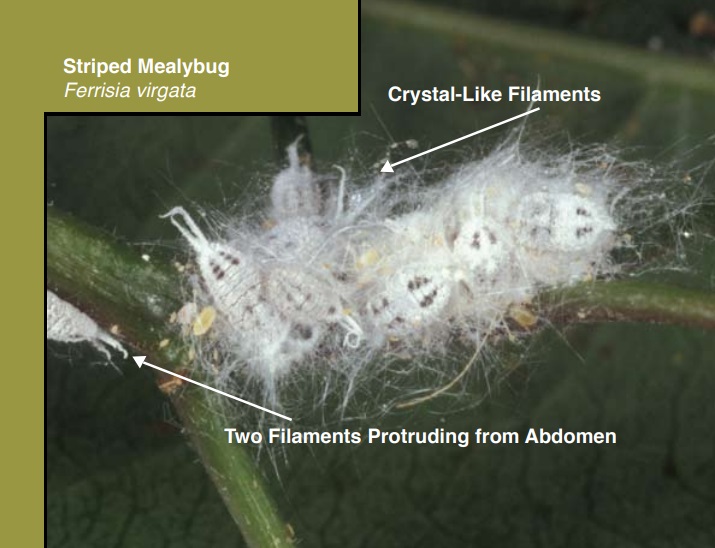 Striped Mealybug
Ferrisia virgata
Crystal-Like Filaments
Two Filaments Protruding from Abdomen